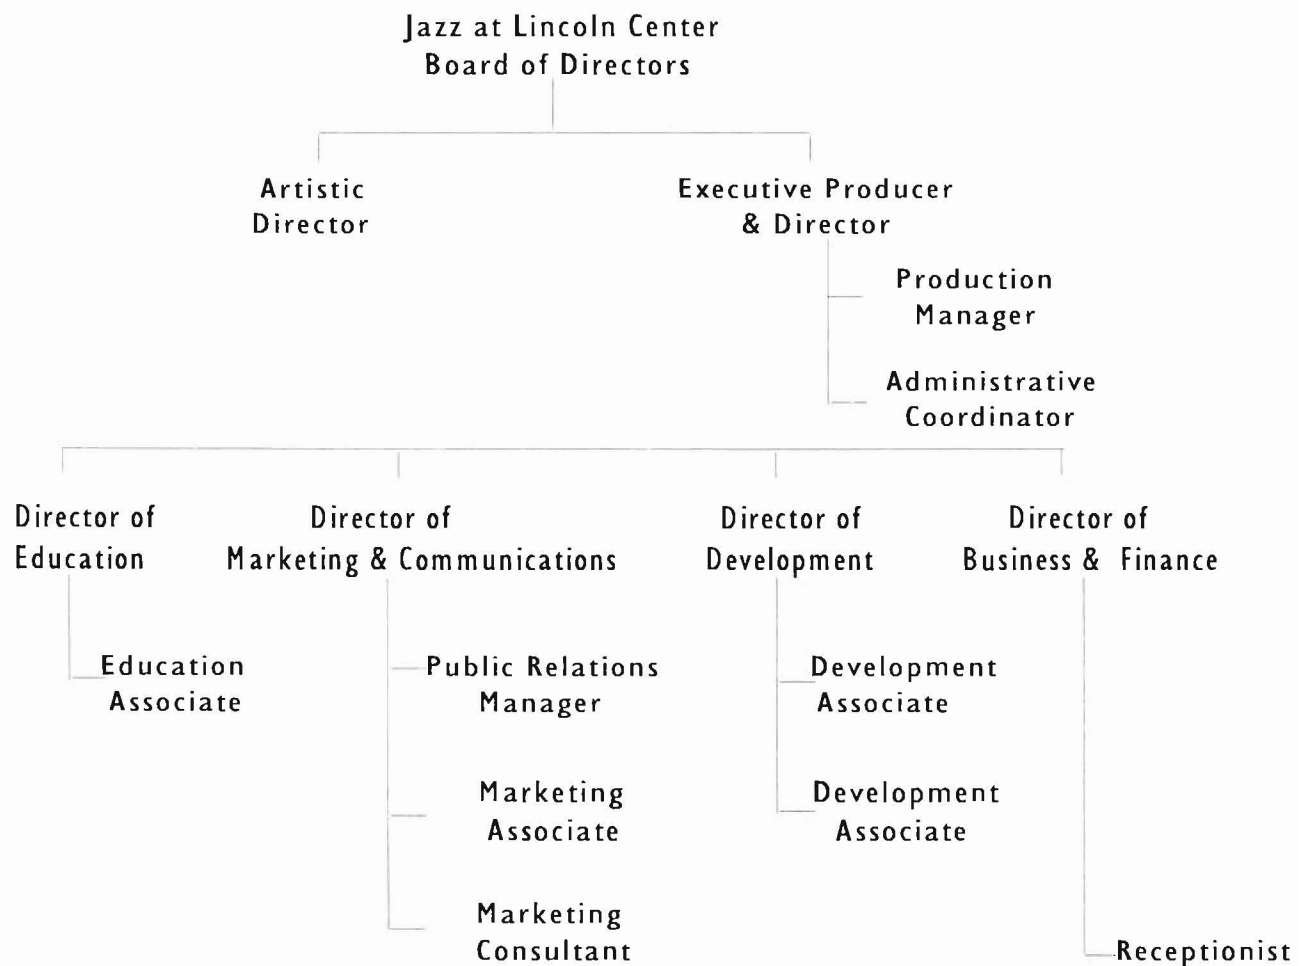 Jazz at Lincoln Center
Board of Directors
Artistic
Director
Executive Producer
& Director
Production
Manager
Administrative
Coordinator
Director of
Education
Director of
Marketing & Communications
Director of
Development
Director of
Business & Finance
Education
Associate
Public Relations
Manager
Marketing
Associate
Marketing
Consultant
Development
Associate
Development
Associate
Receptionist